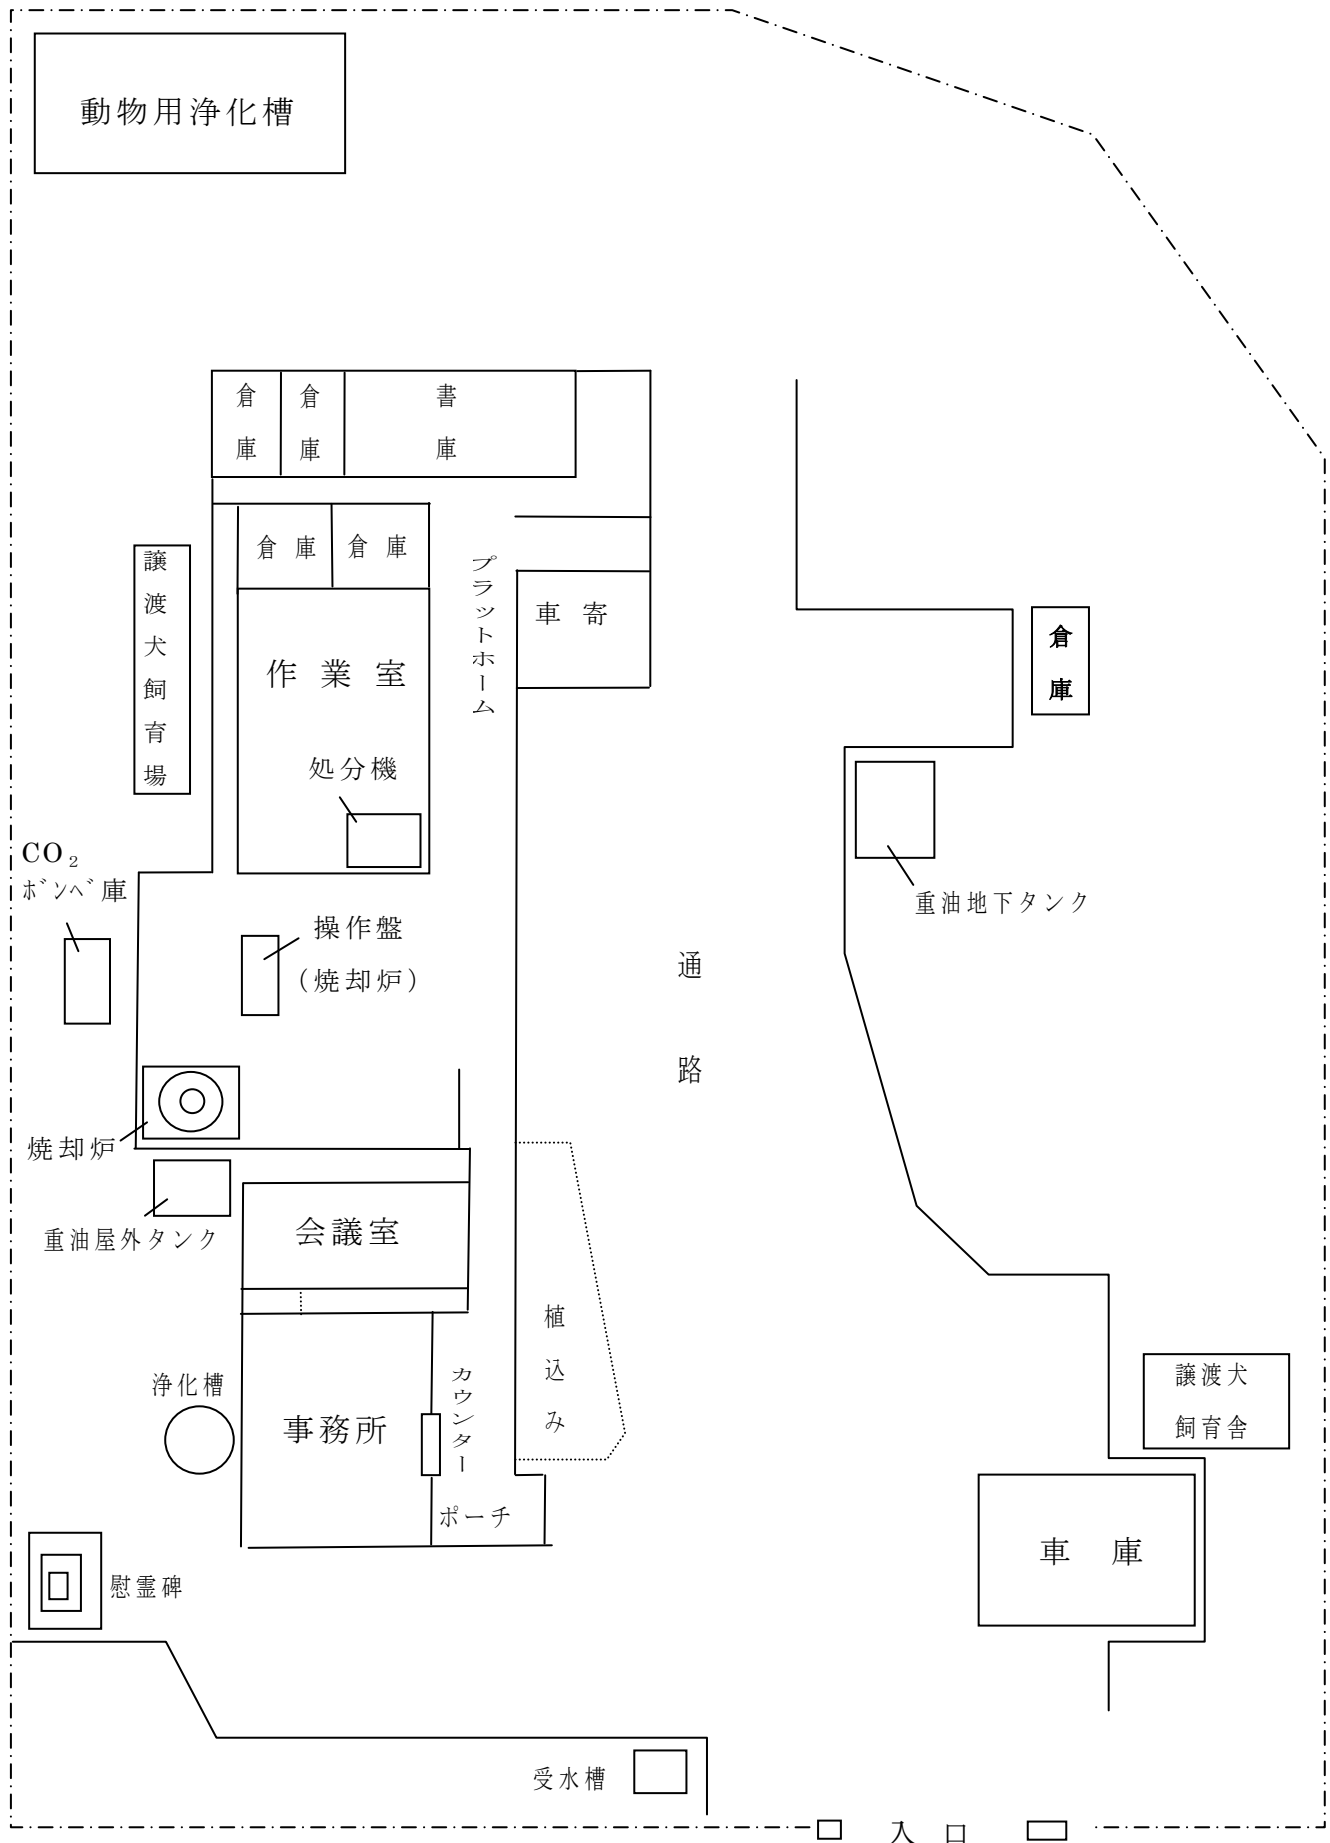 動物用浄化槽
倉庫
倉庫
書庫
倉庫
倉庫
プラットホーム
譲渡犬飼育場
車寄
倉庫
作業室
処分機
CO₂
ボンベ庫
重油地下タンク
操作盤
(焼却炉)
通路
焼却炉
重油屋外タンク
会議室
植込み
浄化槽
カウンター
事務所
譲渡犬
飼育舎
ポーチ
車庫
慰霊碑
受水槽
入口